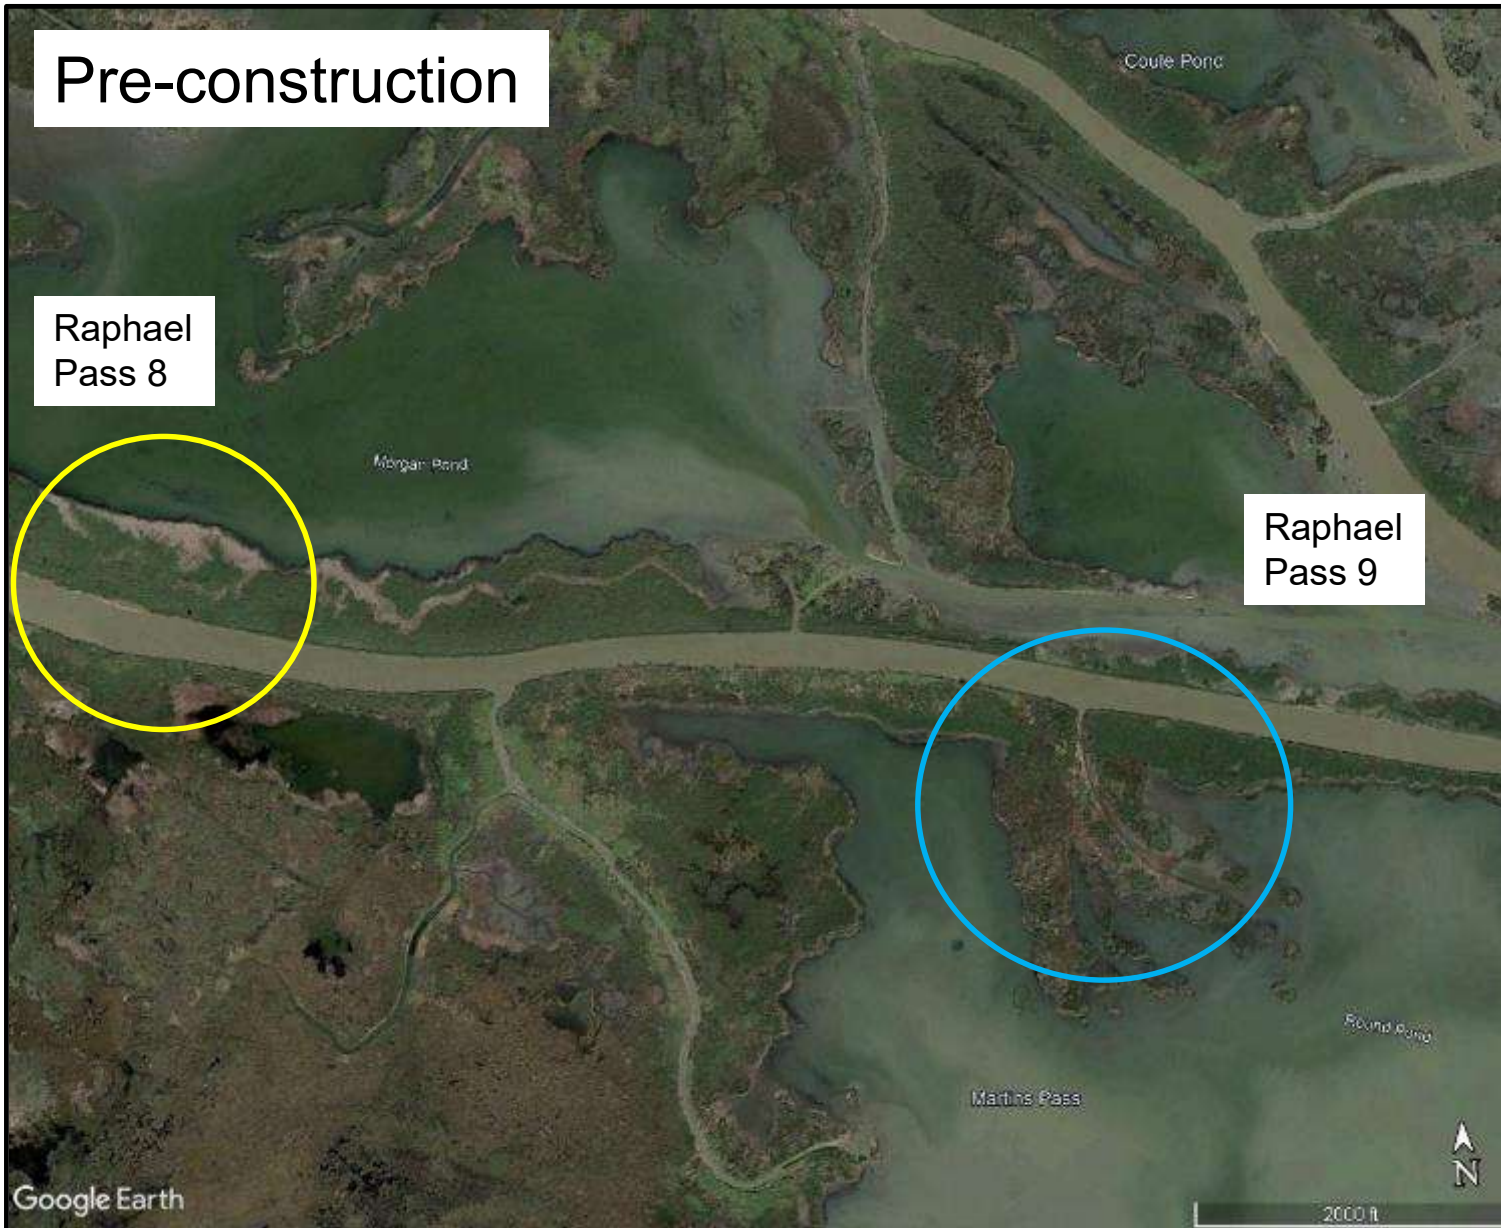 Pre-construction
Coule Pond
Raphael
Pass 8
Morgan Pond
Raphael
Pass 9
Round Pond
Martins Pass
N
Google Earth
2000 ft